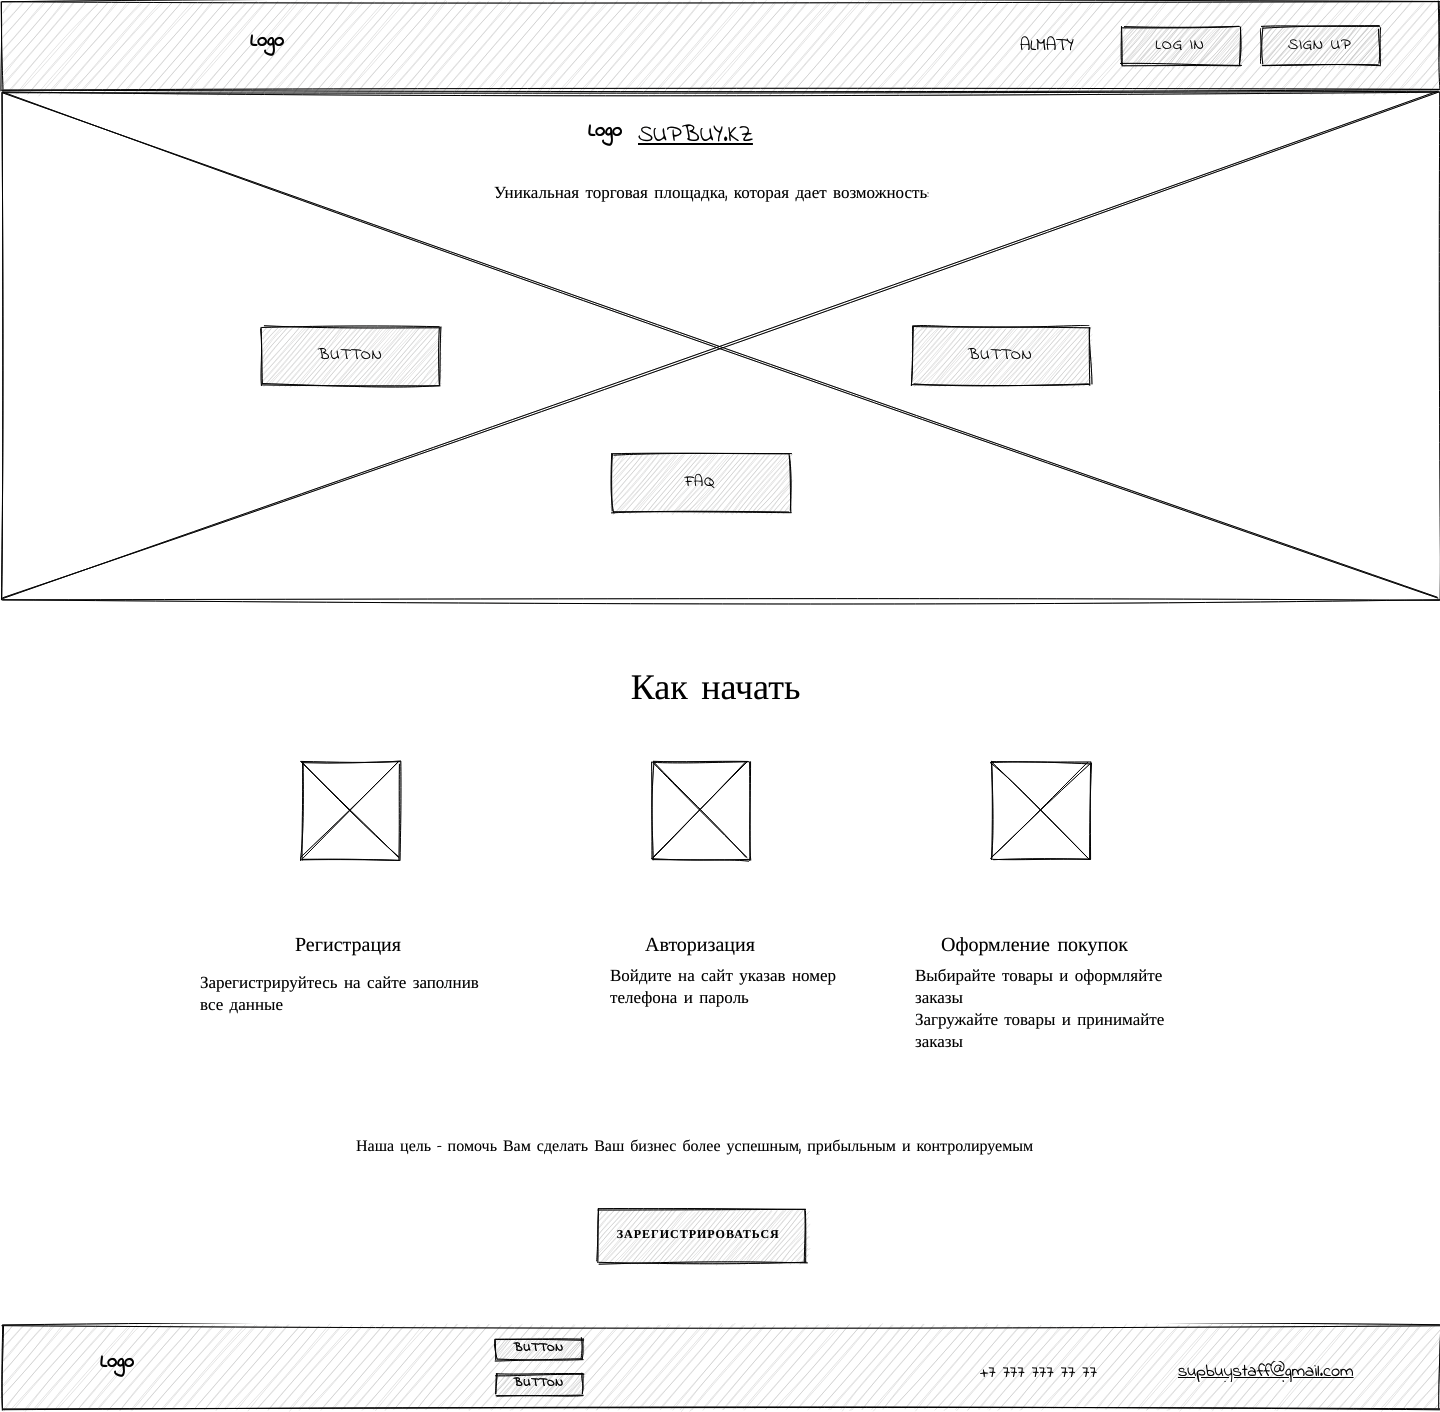 Logo
ALMATY
LOG IN
SIGN UP
Logo SUPBUY.KZ
Уникальная торговая площадка, которая дает возможность:
BUTTON
BUTTON
FAQ
Как начать
Регистрация
Зарегистрируйтесь на сайте заполнив
все данные
Авторизация
Войдите на сайт указав номер
телефона и пароль
Оформление покупок
Выбирайте товары и оформляйте
заказы
Загружайте товары и принимайте
заказы
Наша цель - помочь Вам сделать Ваш бизнес более успешным, прибыльным и контролируемым
ЗАРЕГИСТРИРОВАТЬСЯ
Logo
BUTTON
BUTTON
+7 777 777 77 77
supbuystaff@gmail.com